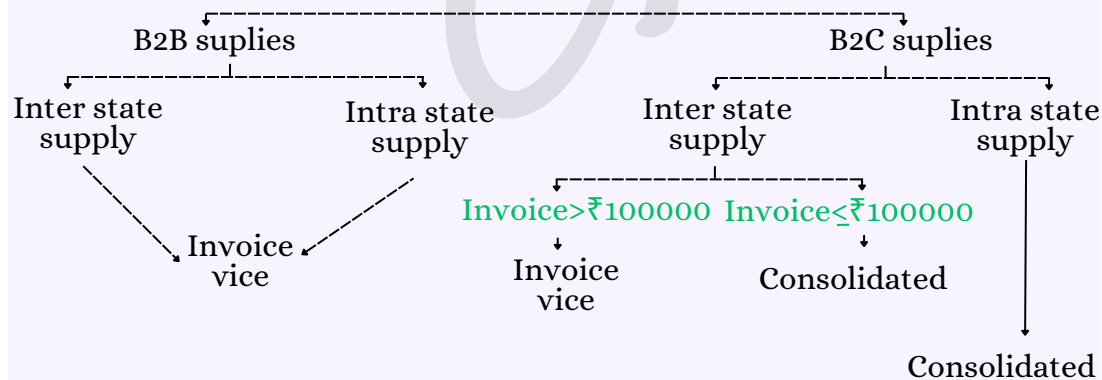 B2B suplies
B2C suplies
Inter state
supply
Intra state
supply
Inter state
supply
Intra state
supply
Invoice>₹100000
Invoice≤₹100000
Invoice
vice
Invoice
vice
Consolidated
Consolidated